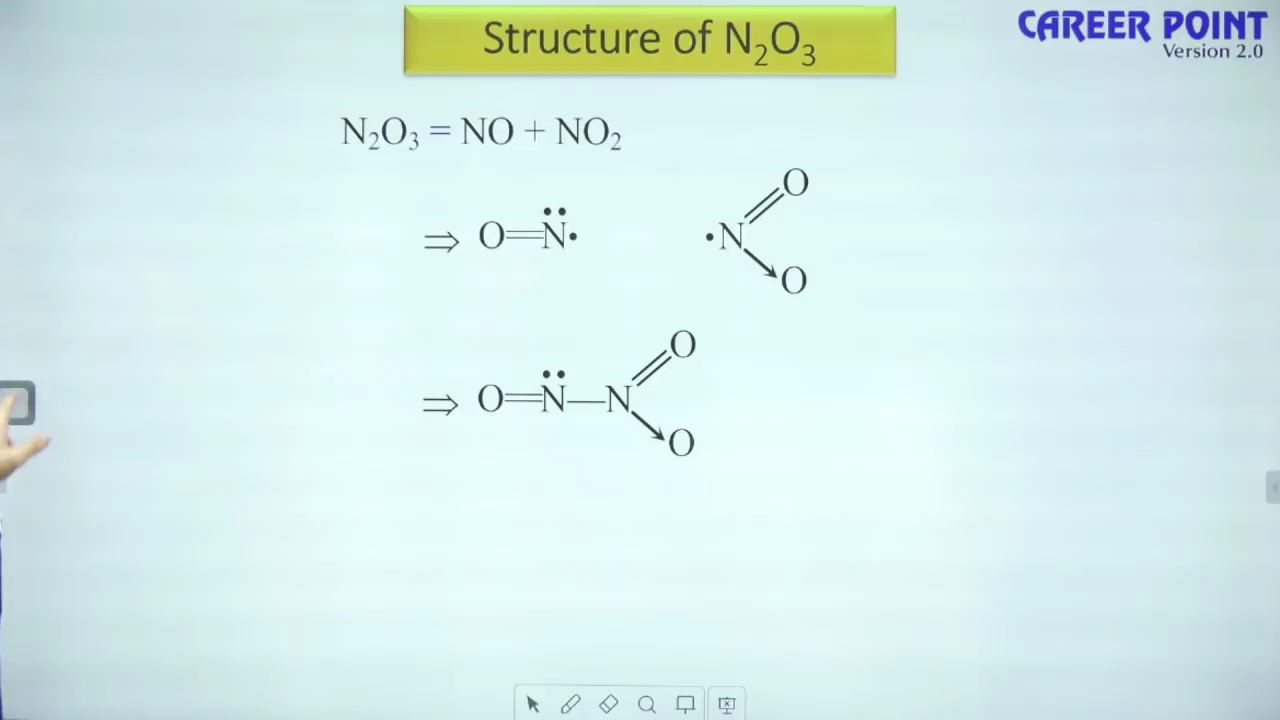 Structure of N₂O₃
CAREER POINT
Version 2.0
N₂O₃ = NO + NO₂
⇒ O=N̈· ·N(=O)→O
⇒ O=N̈—N(=O)→O